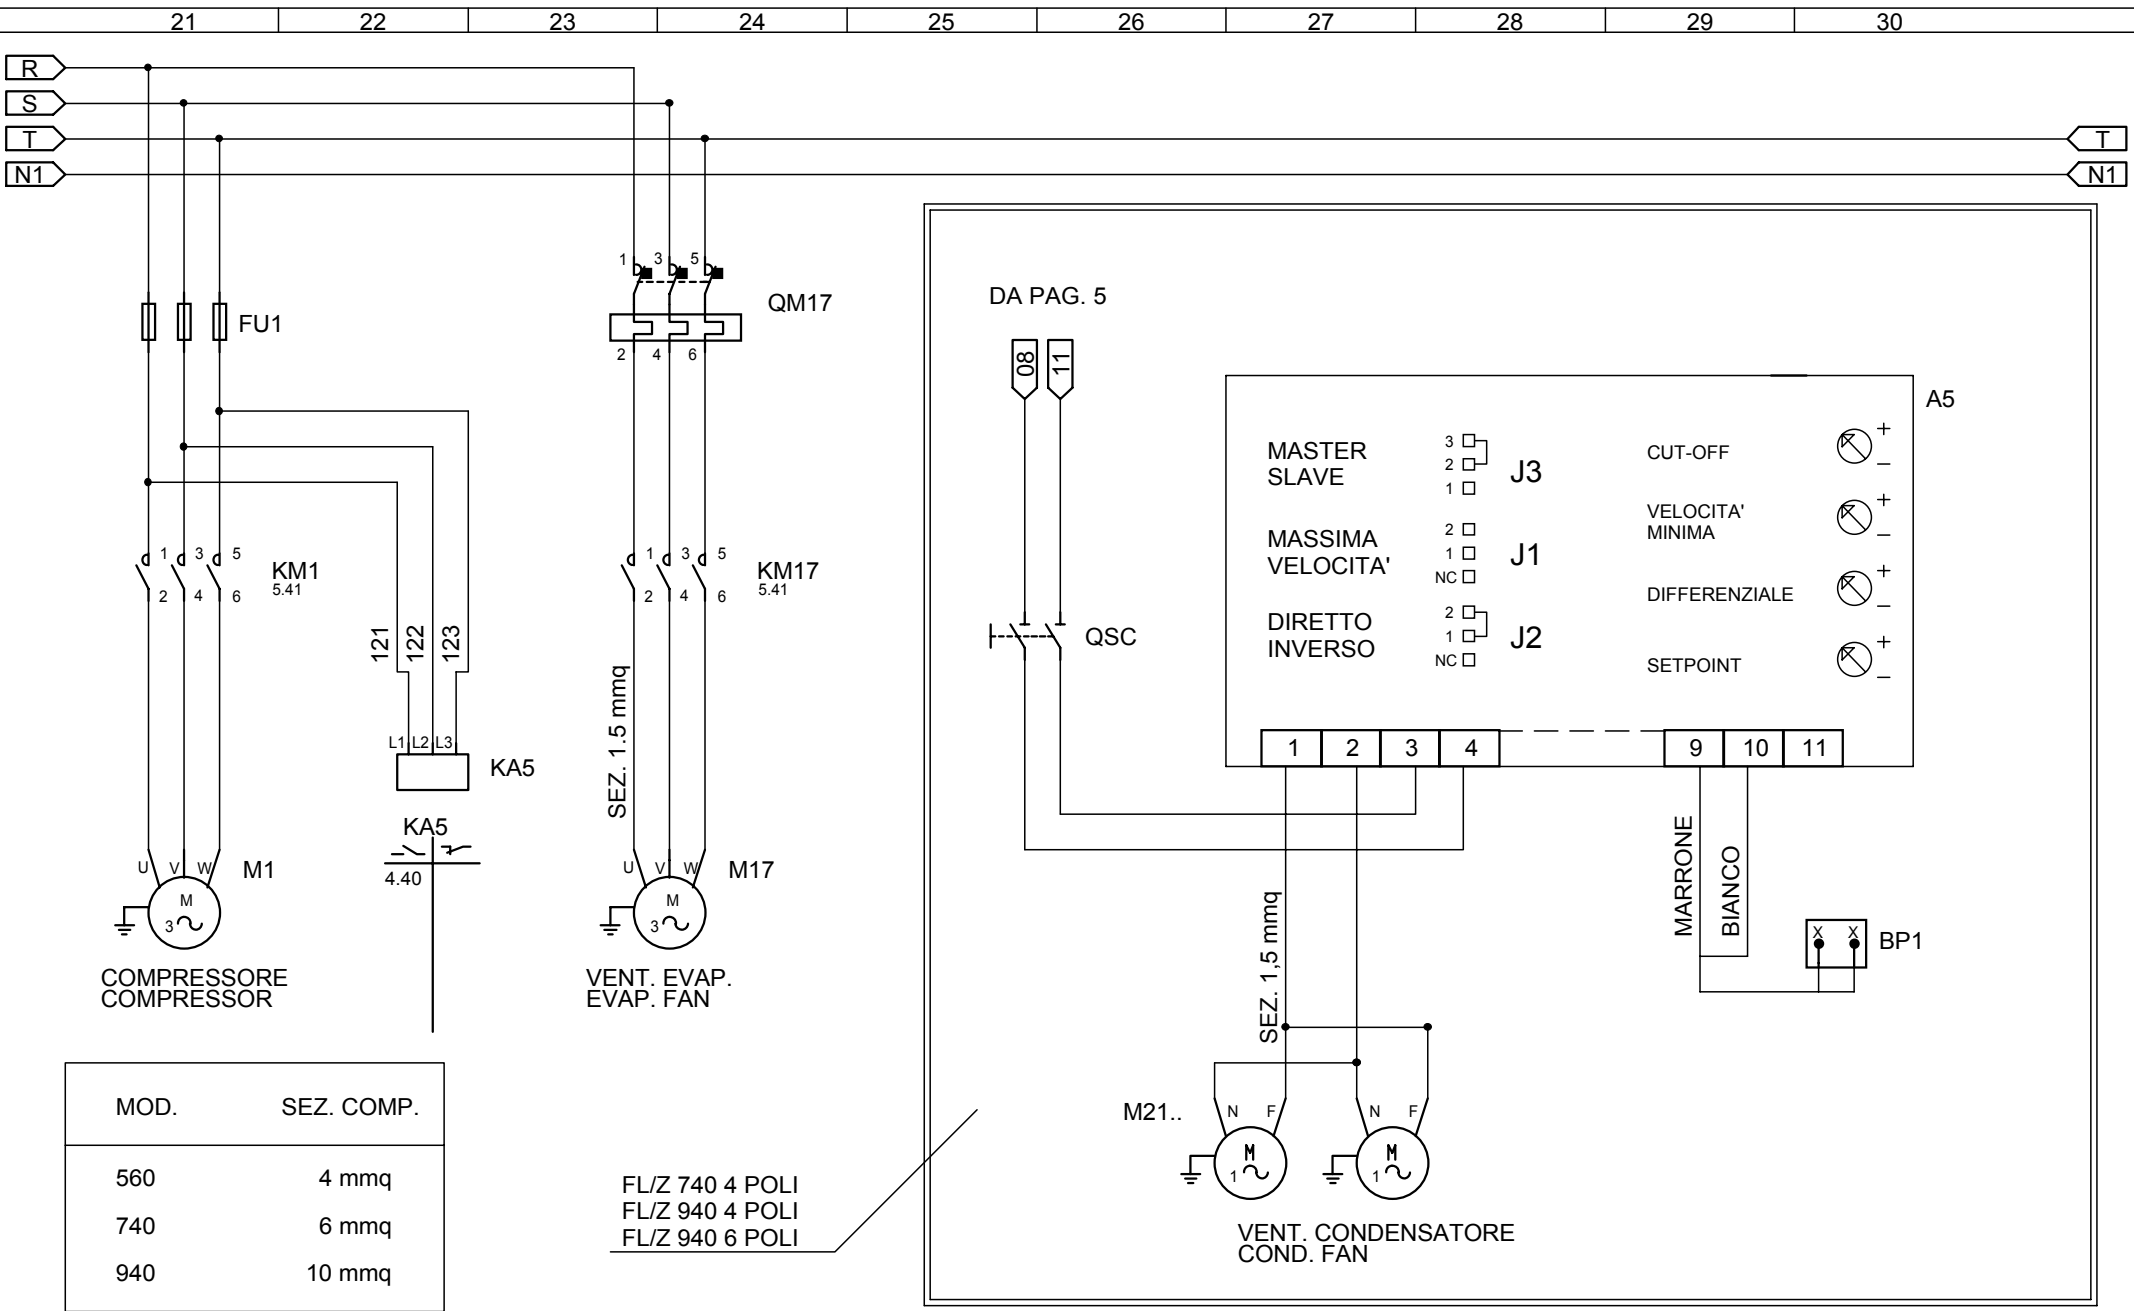 21 22 23 24 25 26 27 28 29 30
R
S
T T
N1 N1
1 3 5
QM17
2 4 6
FU1
DA PAG. 5
08 11
A5
MASTER
SLAVE
3
2
1
J3
MASSIMA
VELOCITA'
2
1
NC
J1
DIRETTO
INVERSO
2
1
NC
J2
CUT-OFF + −
VELOCITA'
MINIMA + −
DIFFERENZIALE + −
SETPOINT + −
1 2 3 4 9 10 11
1 3 5
KM1
5.41
2 4 6
121 122 123
L1 L2 L3
KA5
KA5
4.40
1 3 5
KM17
5.41
2 4 6
SEZ. 1.5 mmq
QSC
U V W M1
M
3
COMPRESSORE
COMPRESSOR
U V W M17
M
3
VENT. EVAP.
EVAP. FAN
MARRONE
BIANCO
X X BP1
SEZ. 1,5 mmq
M21..
N F N F
M M
1 1
VENT. CONDENSATORE
COND. FAN
MOD. SEZ. COMP.
560 4 mmq
740 6 mmq
940 10 mmq
FL/Z 740 4 POLI
FL/Z 940 4 POLI
FL/Z 940 6 POLI